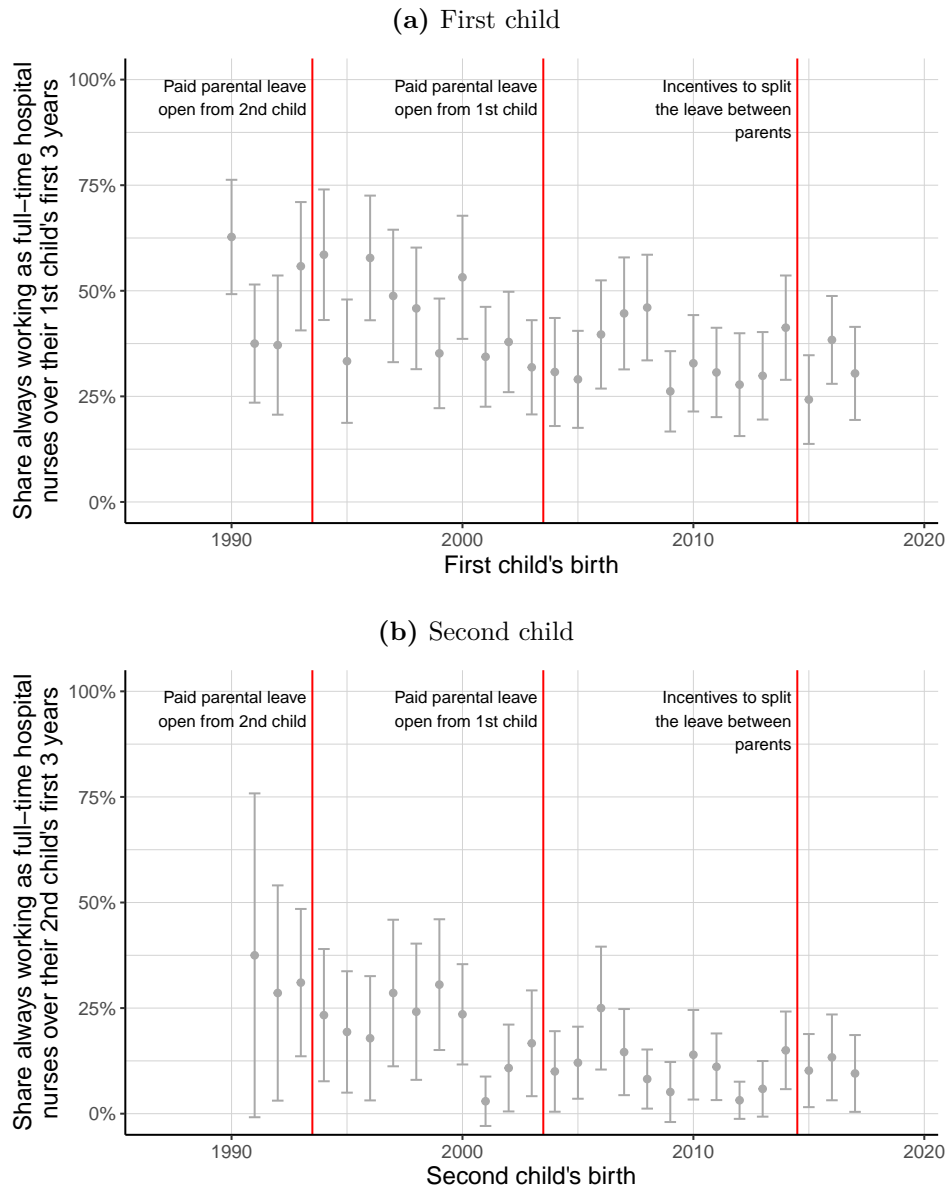 (a) First child
Share always working as full−time hospital
nurses over their 1st child's first 3 years
100%
75%
50%
25%
0%
Paid parental leave
open from 2nd child
Paid parental leave
open from 1st child
Incentives to split
the leave between
parents
1990
2000
2010
2020
First child's birth
(b) Second child
Share always working as full−time hospital
nurses over their 2nd child's first 3 years
100%
75%
50%
25%
0%
Paid parental leave
open from 2nd child
Paid parental leave
open from 1st child
Incentives to split
the leave between
parents
1990
2000
2010
2020
Second child's birth